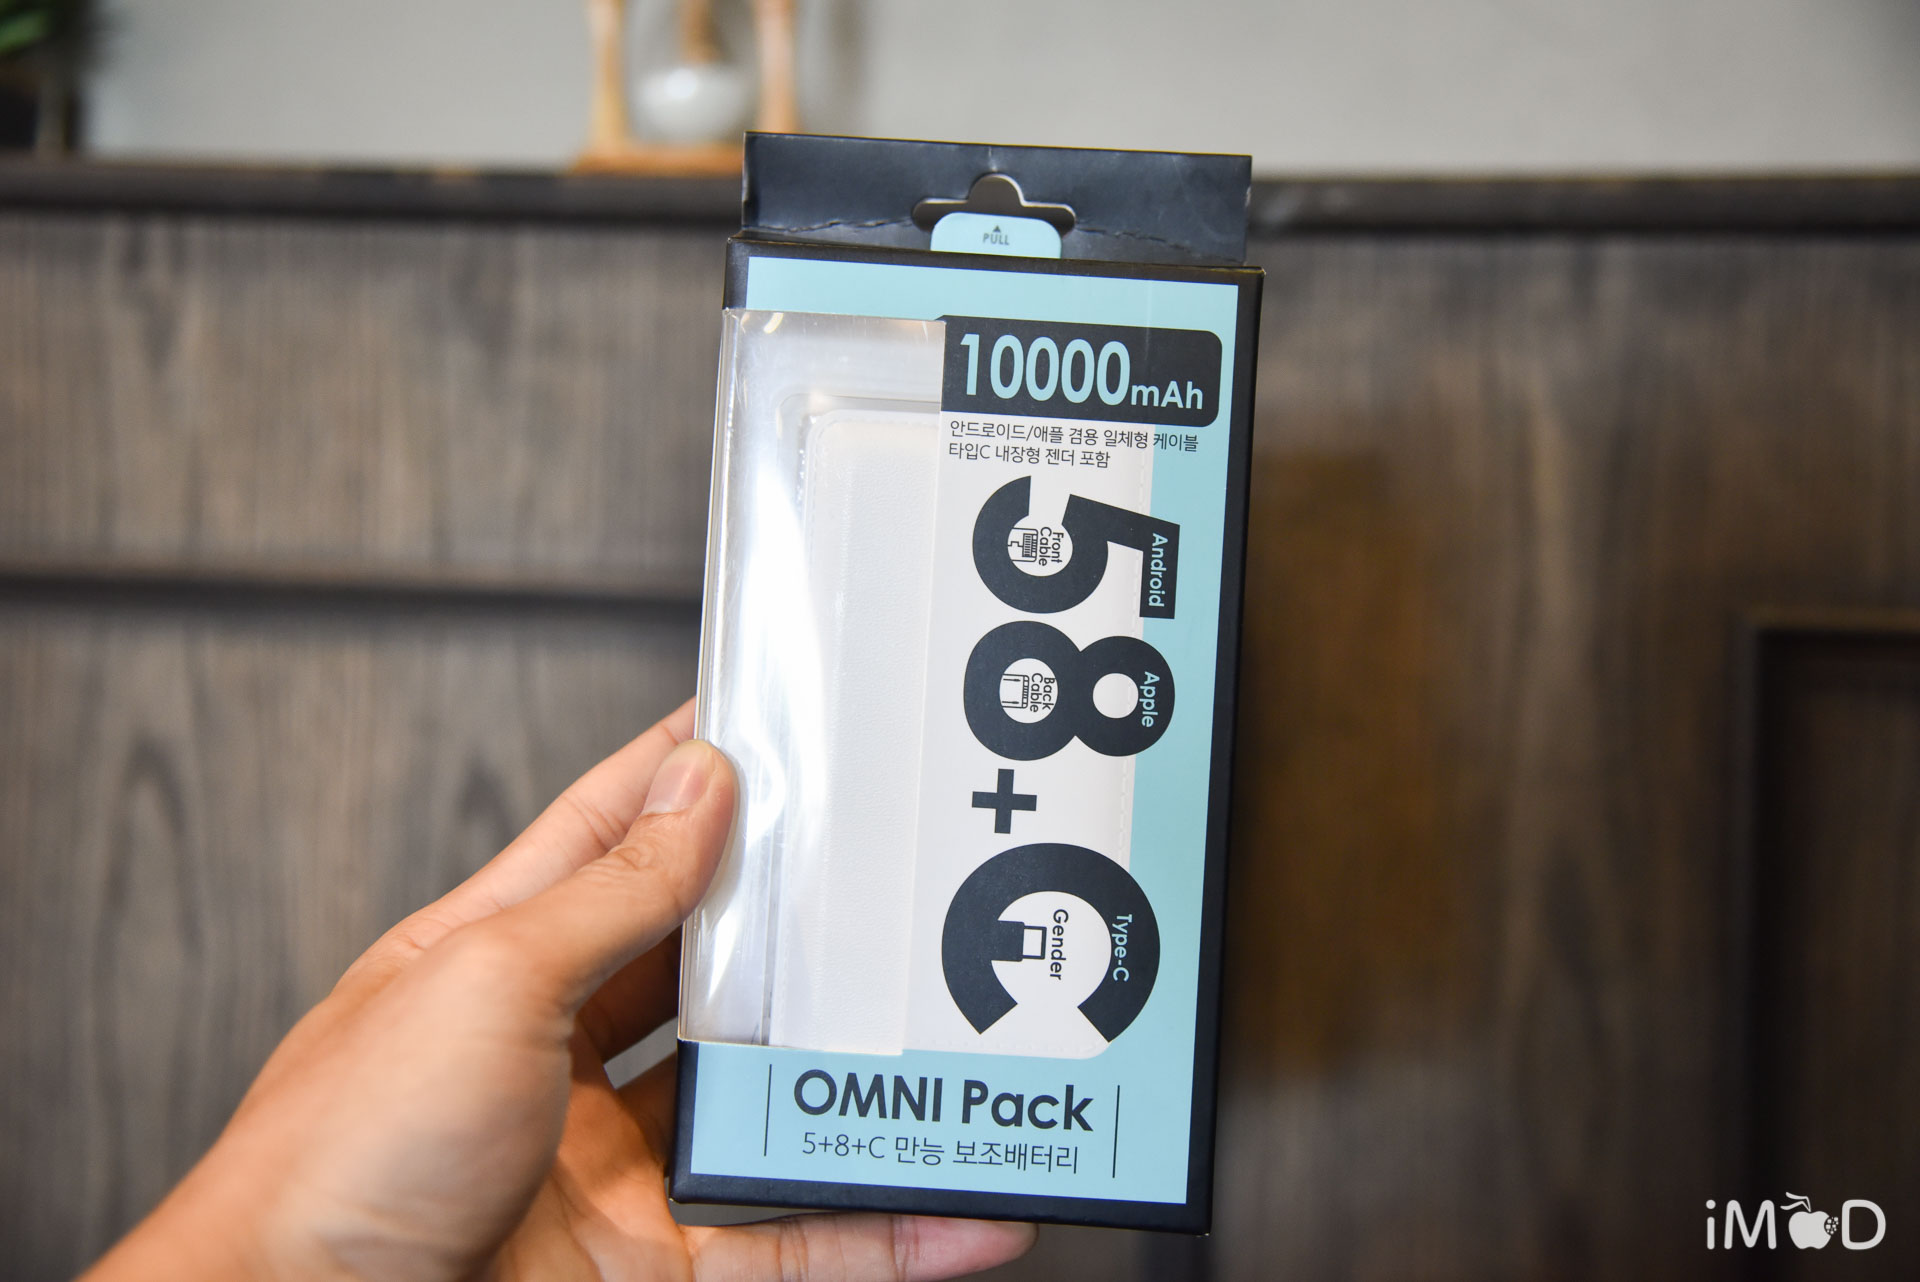 PULL
10000mAh
안드로이드/애플 겸용 일체형 케이블
타입C 내장형 젠더 포함
5
Android
Front
Cable
8
Apple
Back
Cable
+
C
Type-C
Gender
OMNI Pack
5+8+C 만능 보조배터리
iMOD